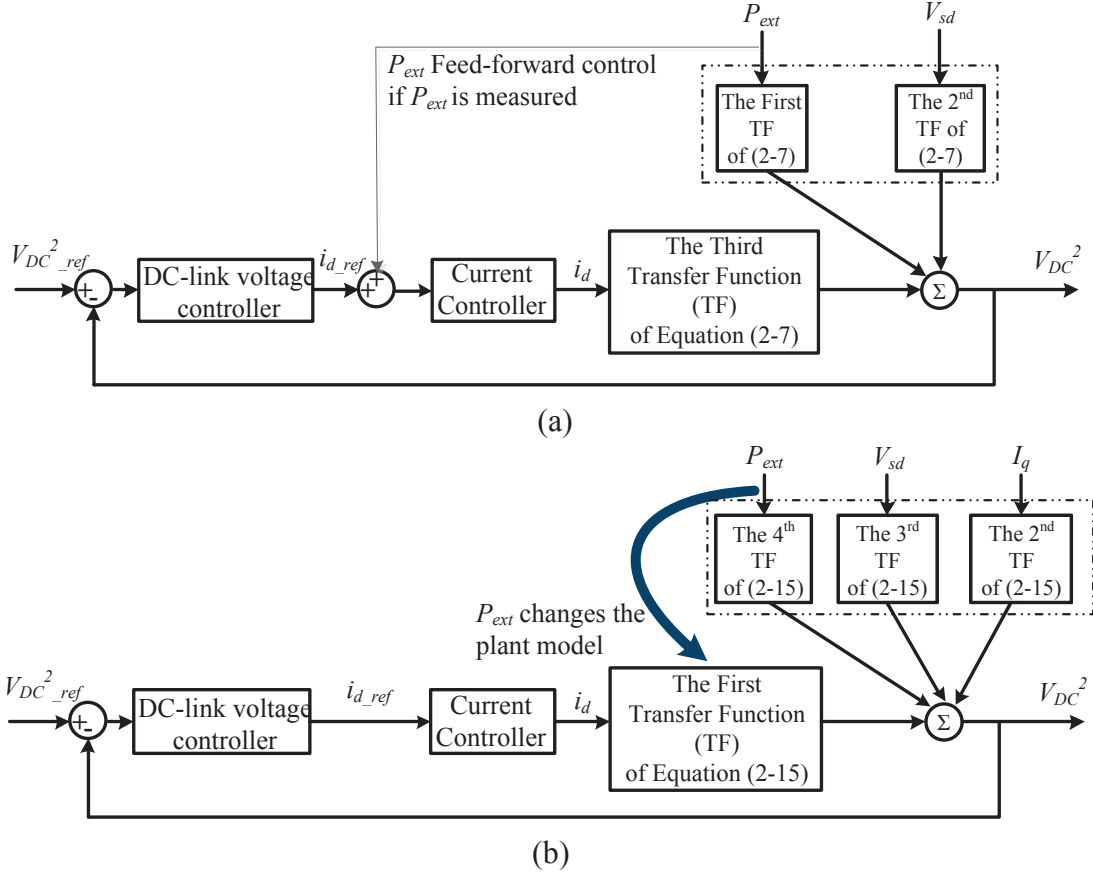 P_ext V_sd
P_ext Feed-forward control
if P_ext is measured
The First
TF
of (2-7)
The 2nd
TF of
(2-7)
V_DC^2_ref
+
-
DC-link voltage
controller
i_d_ref
+
+
Current
Controller
i_d
The Third
Transfer Function
(TF)
of Equation (2-7)
Σ
V_DC^2
(a)
P_ext V_sd I_q
The 4th
TF
of (2-15)
The 3rd
TF
of (2-15)
The 2nd
TF
of (2-15)
P_ext changes the
plant model
V_DC^2_ref
+
-
DC-link voltage
controller
i_d_ref
Current
Controller
i_d
The First
Transfer Function
(TF)
of Equation (2-15)
Σ
V_DC^2
(b)